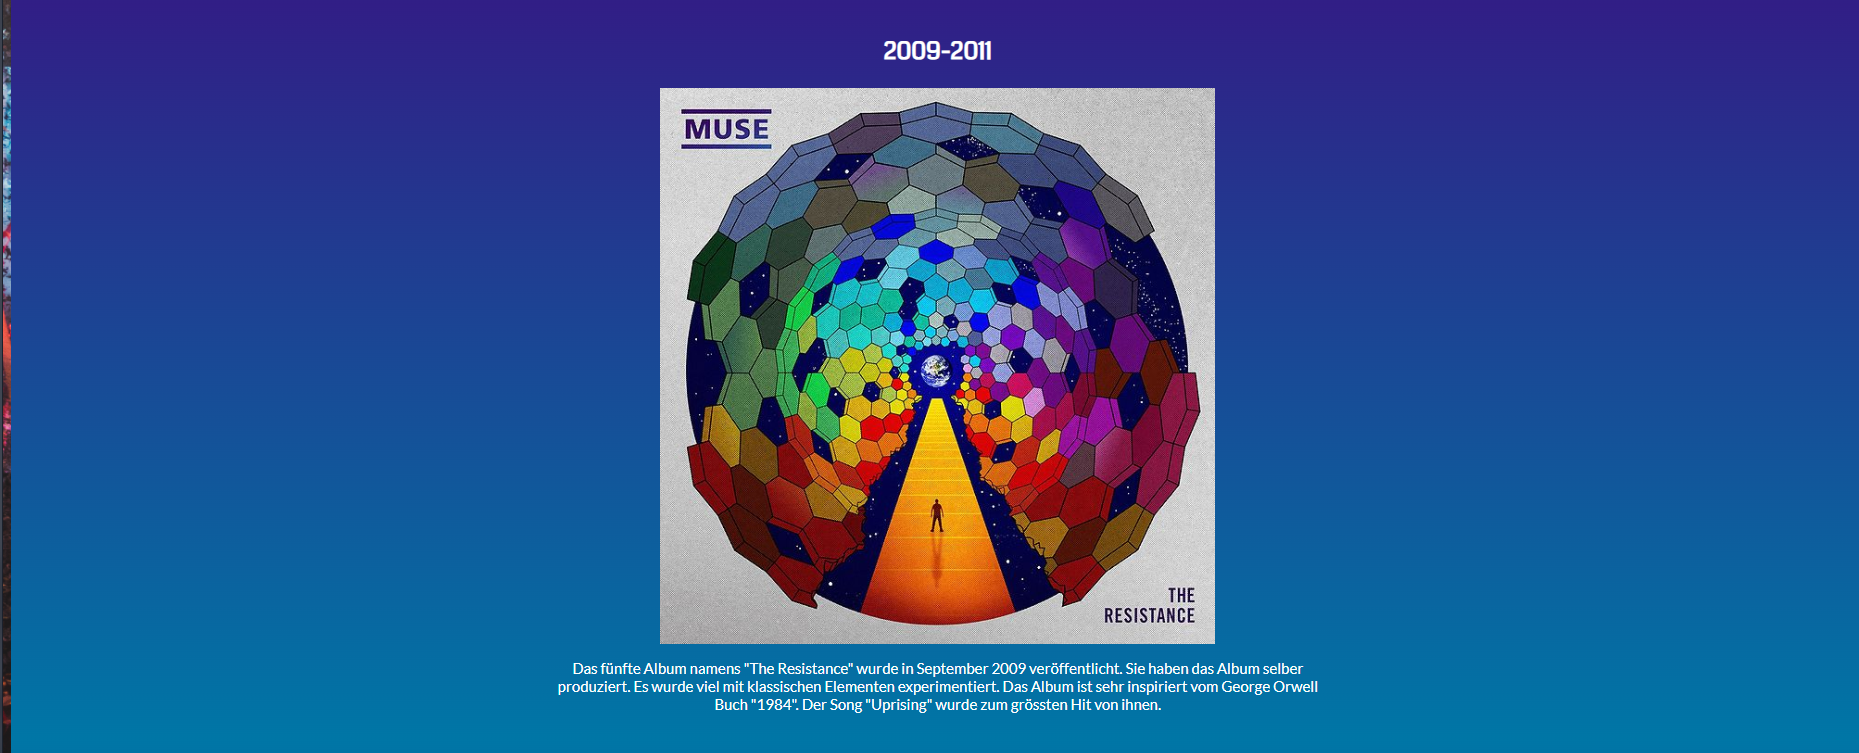 2009-2011
MUSE
THE
RESISTANCE
Das fünfte Album namens "The Resistance" wurde in September 2009 veröffentlicht. Sie haben das Album selber
produziert. Es wurde viel mit klassischen Elementen experimentiert. Das Album ist sehr inspiriert vom George Orwell
Buch "1984". Der Song "Uprising" wurde zum grössten Hit von ihnen.